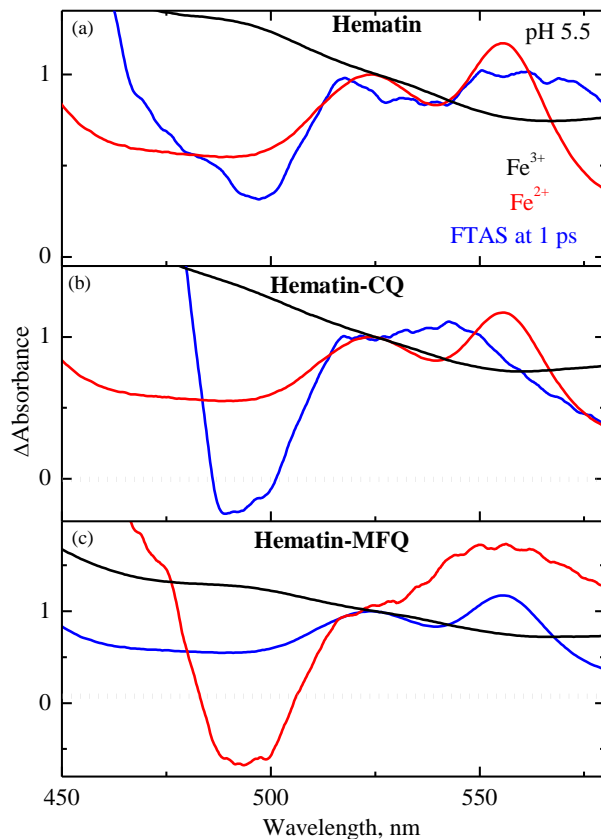 (a) Hematin pH 5.5
1
Fe³⁺
Fe²⁺
FTAS at 1 ps
0
(b) Hematin-CQ
1
ΔAbsorbance
0
(c) Hematin-MFQ
1
0
450 500 550
Wavelength, nm